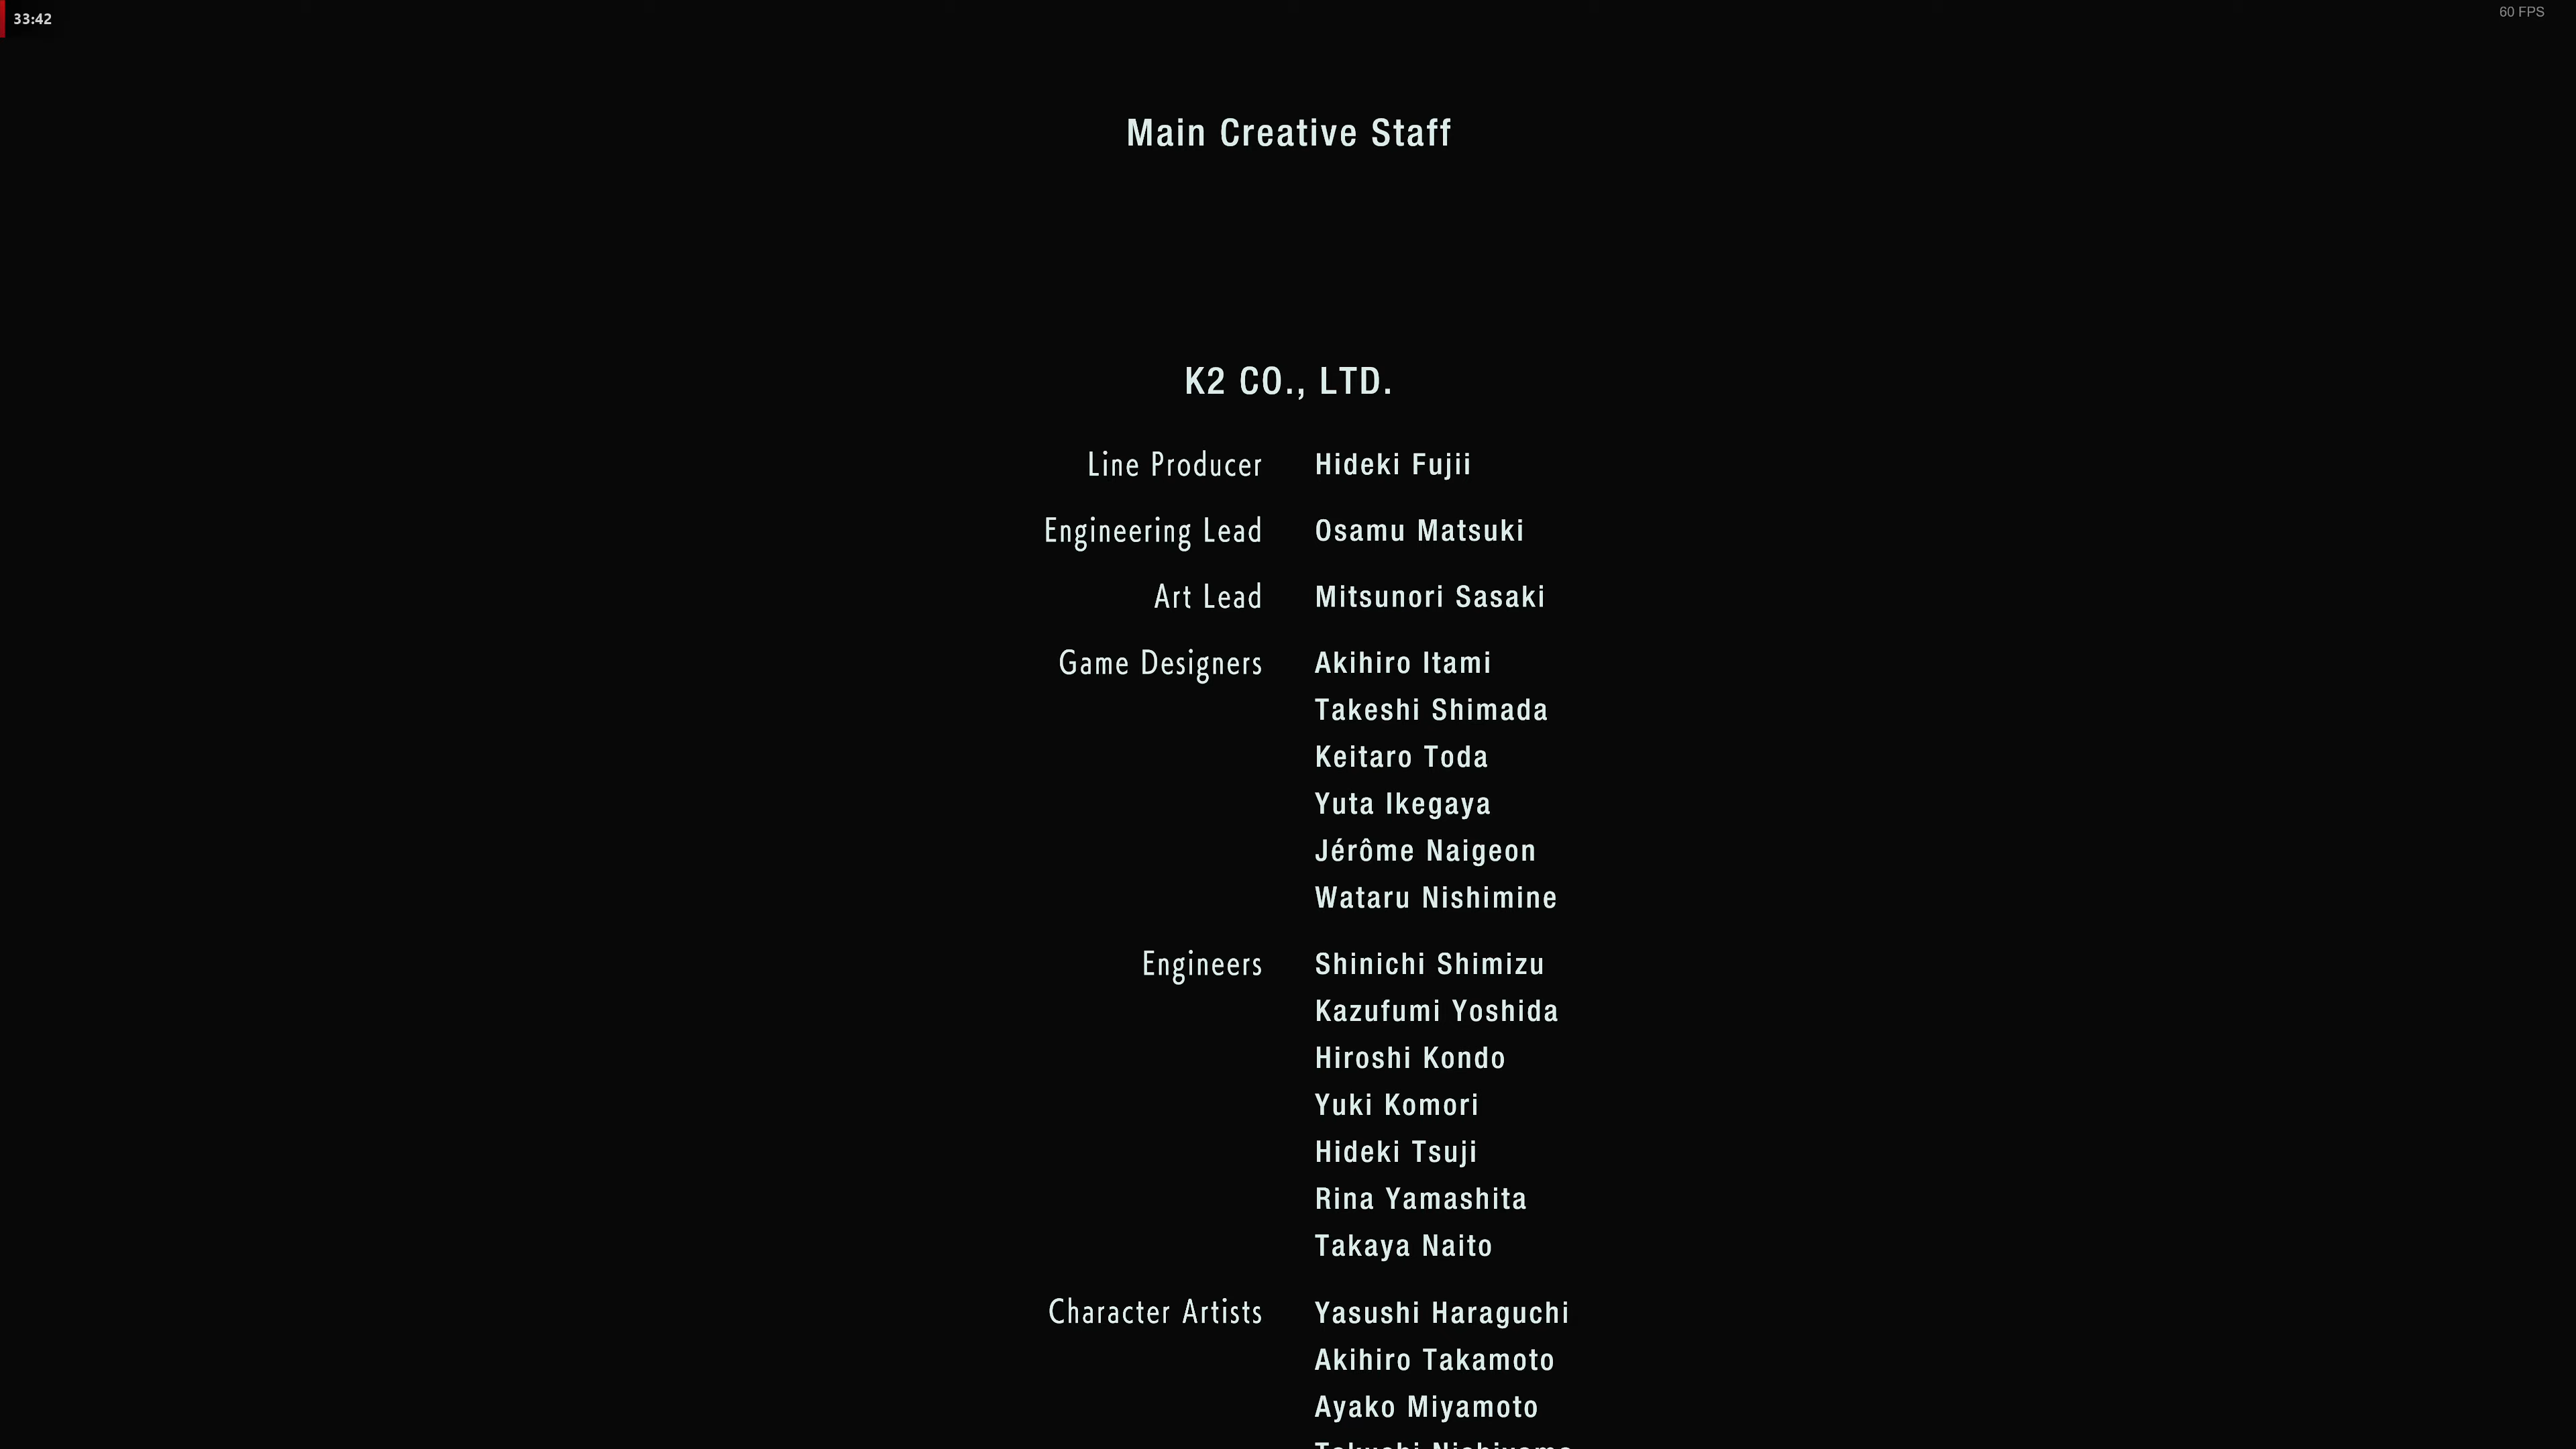 33:42
60 FPS
Main Creative Staff
K2 CO., LTD.
Line Producer Hideki Fujii
Engineering Lead Osamu Matsuki
Art Lead Mitsunori Sasaki
Game Designers Akihiro Itami
Takeshi Shimada
Keitaro Toda
Yuta Ikegaya
Jérôme Naigeon
Wataru Nishimine
Engineers Shinichi Shimizu
Kazufumi Yoshida
Hiroshi Kondo
Yuki Komori
Hideki Tsuji
Rina Yamashita
Takaya Naito
Character Artists Yasushi Haraguchi
Akihiro Takamoto
Ayako Miyamoto